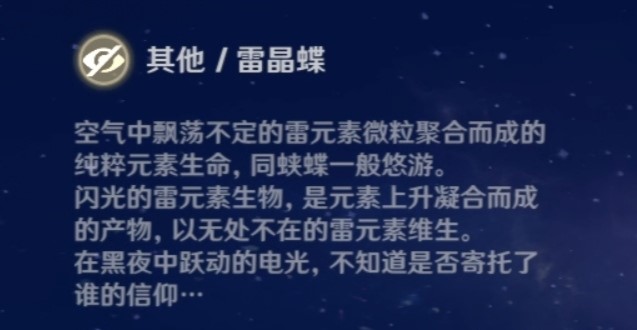 其他 / 雷晶蝶
空气中飘荡不定的雷元素微粒聚合而成的
纯粹元素生命, 同蛱蝶一般悠游。
闪光的雷元素生物, 是元素上升凝合而成
的产物, 以无处不在的雷元素维生。
在黑夜中跃动的电光, 不知道是否寄托了
谁的信仰…